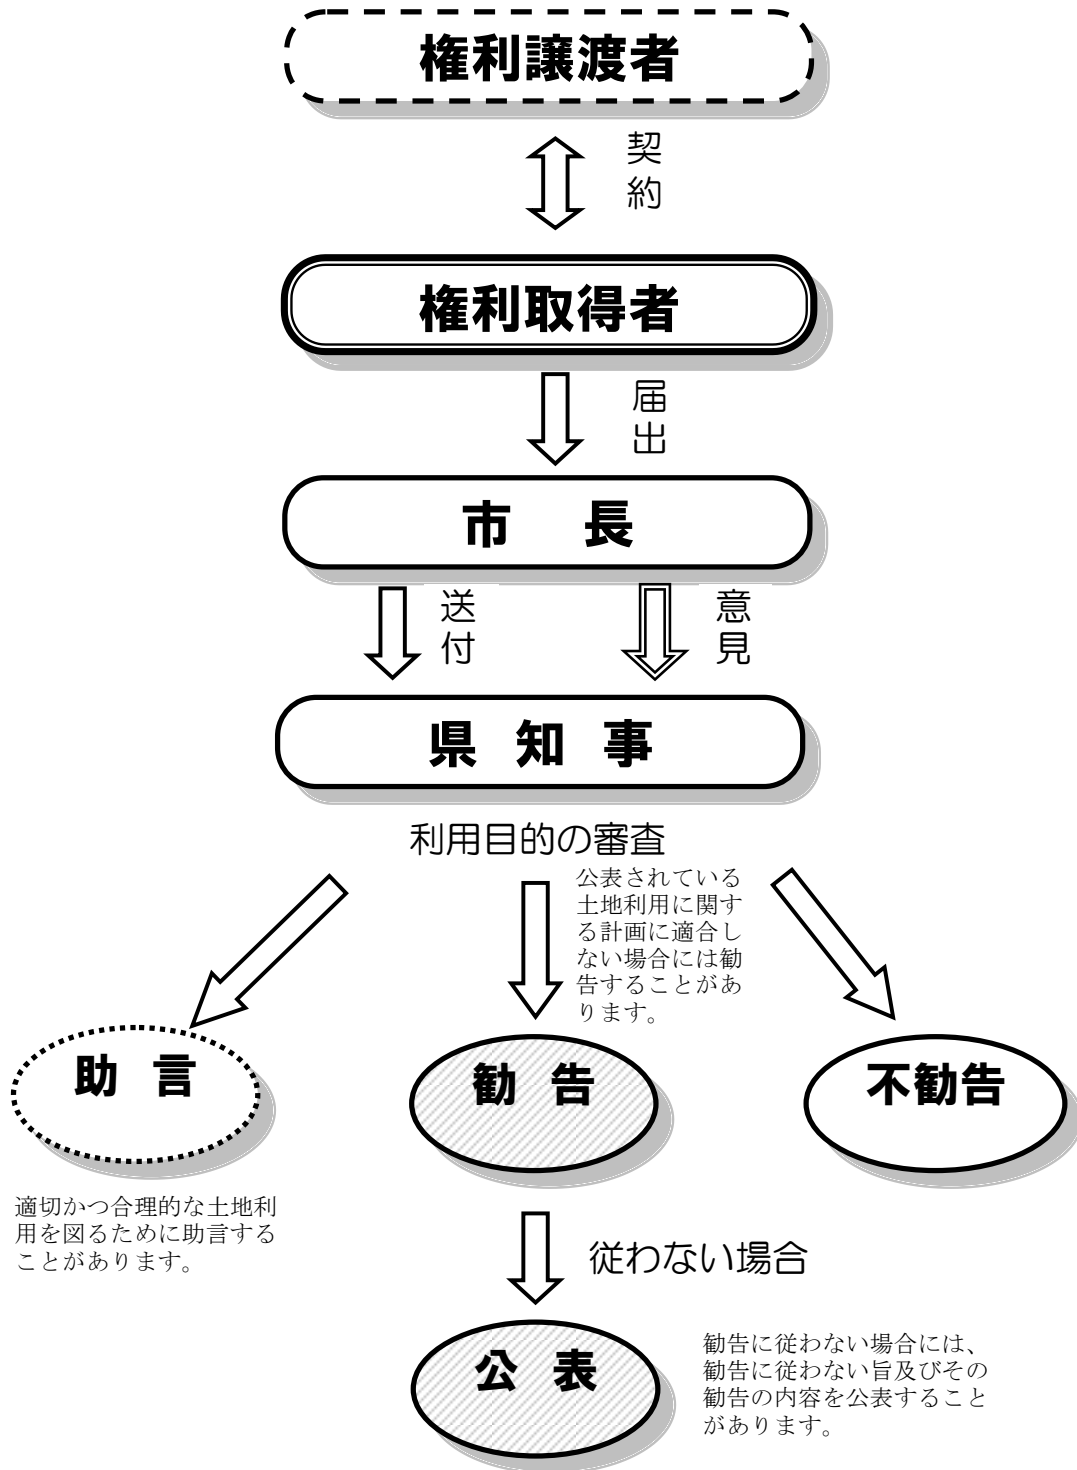 権利譲渡者
契
約
権利取得者
届
出
市　長
送
付
意
見
県　知　事
利用目的の審査
公表されている
土地利用に関す
る計画に適合し
ない場合には勧
告することがあ
ります。
助　言
勧　告
不勧告
適切かつ合理的な土地利
用を図るために助言する
ことがあります。
従わない場合
公　表
勧告に従わない場合には、
勧告に従わない旨及びその
勧告の内容を公表すること
があります。